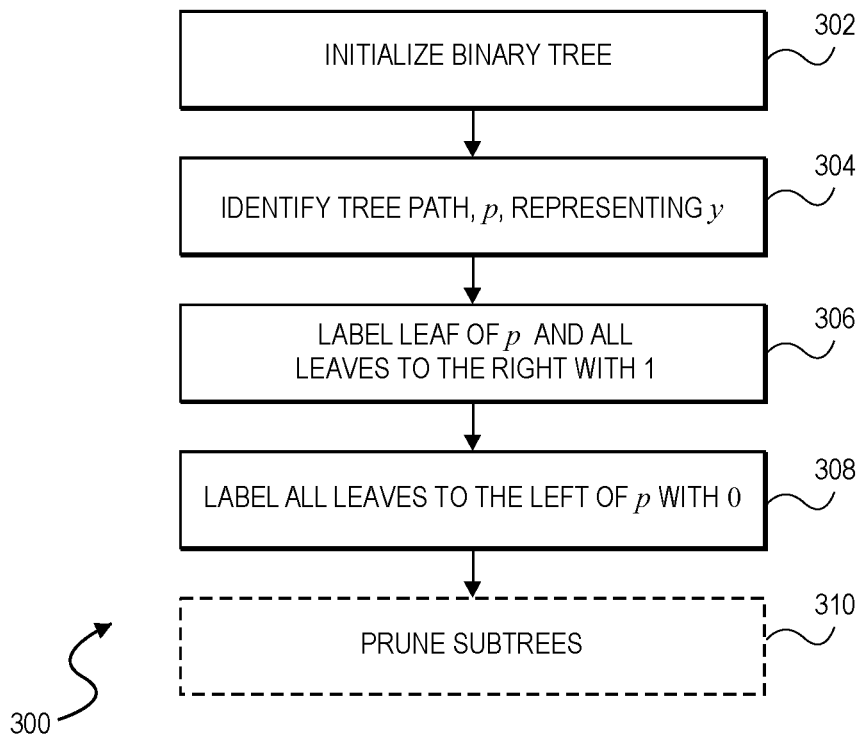 302
INITIALIZE BINARY TREE
304
IDENTIFY TREE PATH, p, REPRESENTING y
306
LABEL LEAF OF p AND ALL
LEAVES TO THE RIGHT WITH 1
308
LABEL ALL LEAVES TO THE LEFT OF p WITH 0
310
PRUNE SUBTREES
300